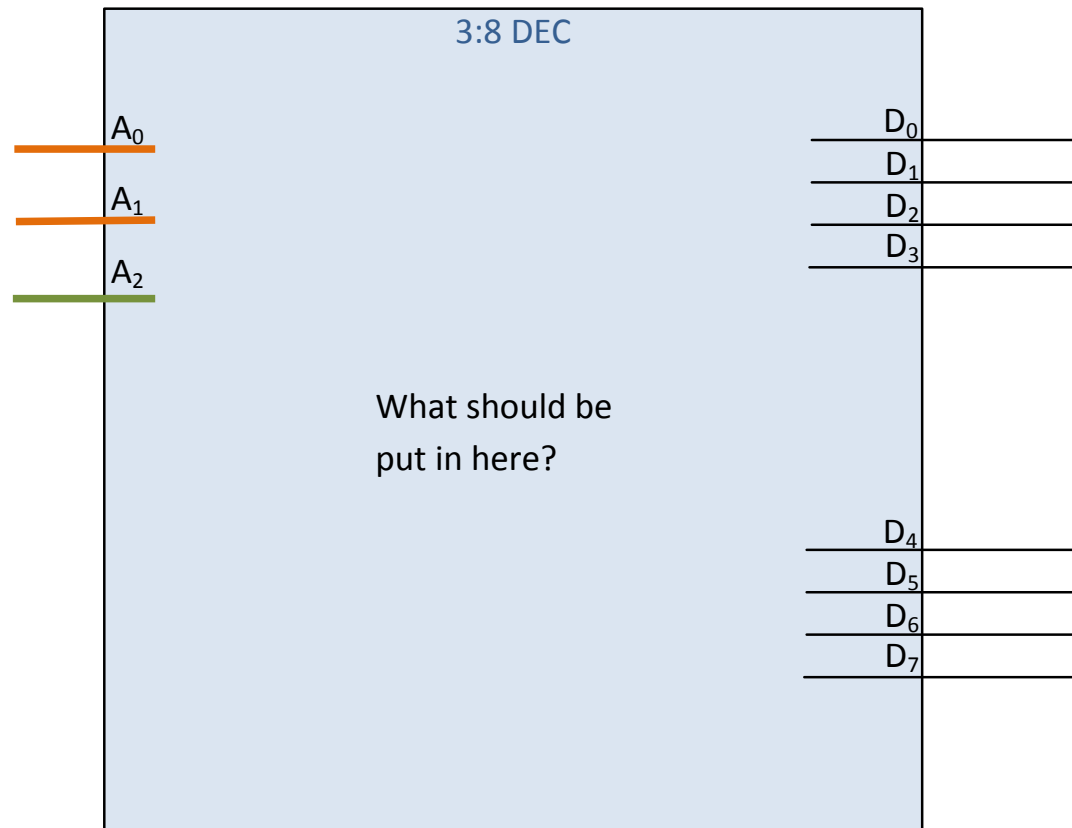 3:8 DEC
A₀
A₁
A₂
D₀
D₁
D₂
D₃
What should be
put in here?
D₄
D₅
D₆
D₇